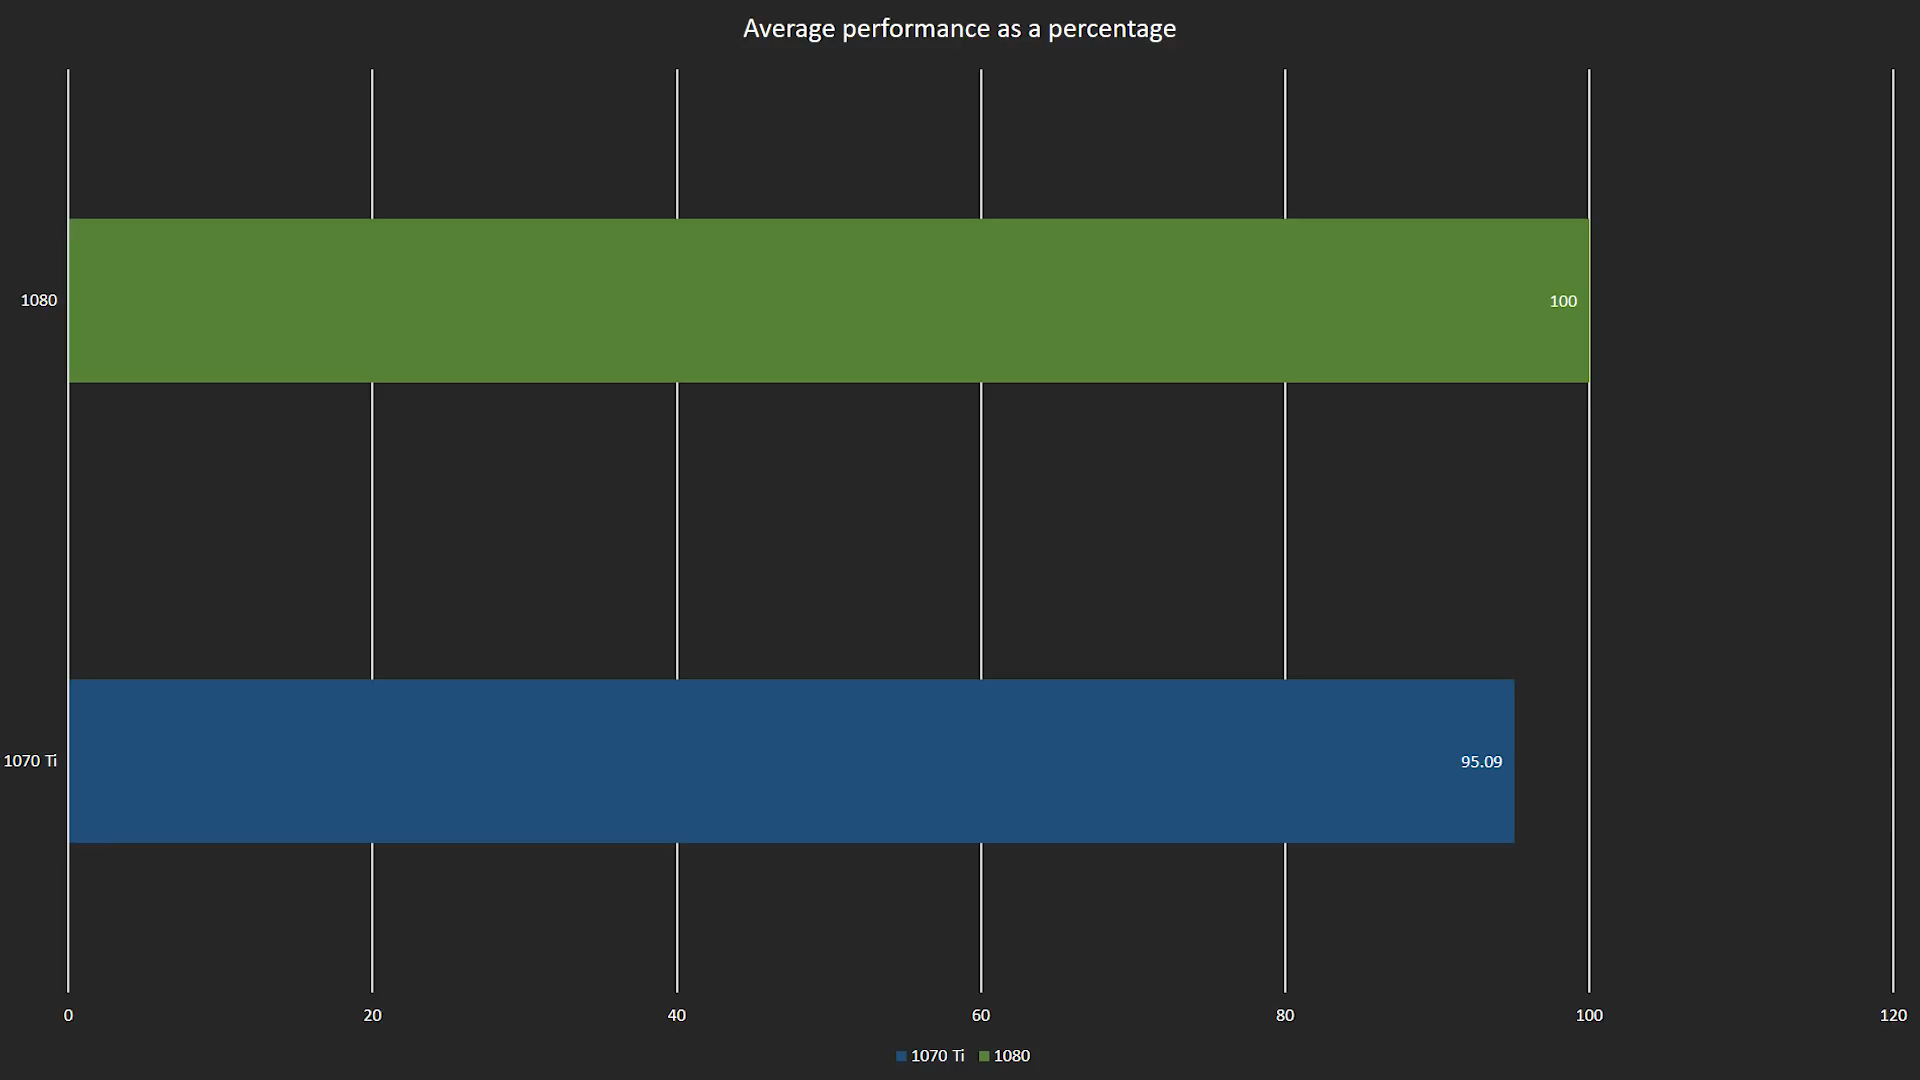 Average performance as a percentage
1080
100
1070 Ti
95.09
0 20 40 60 80 100 120
1070 Ti 1080